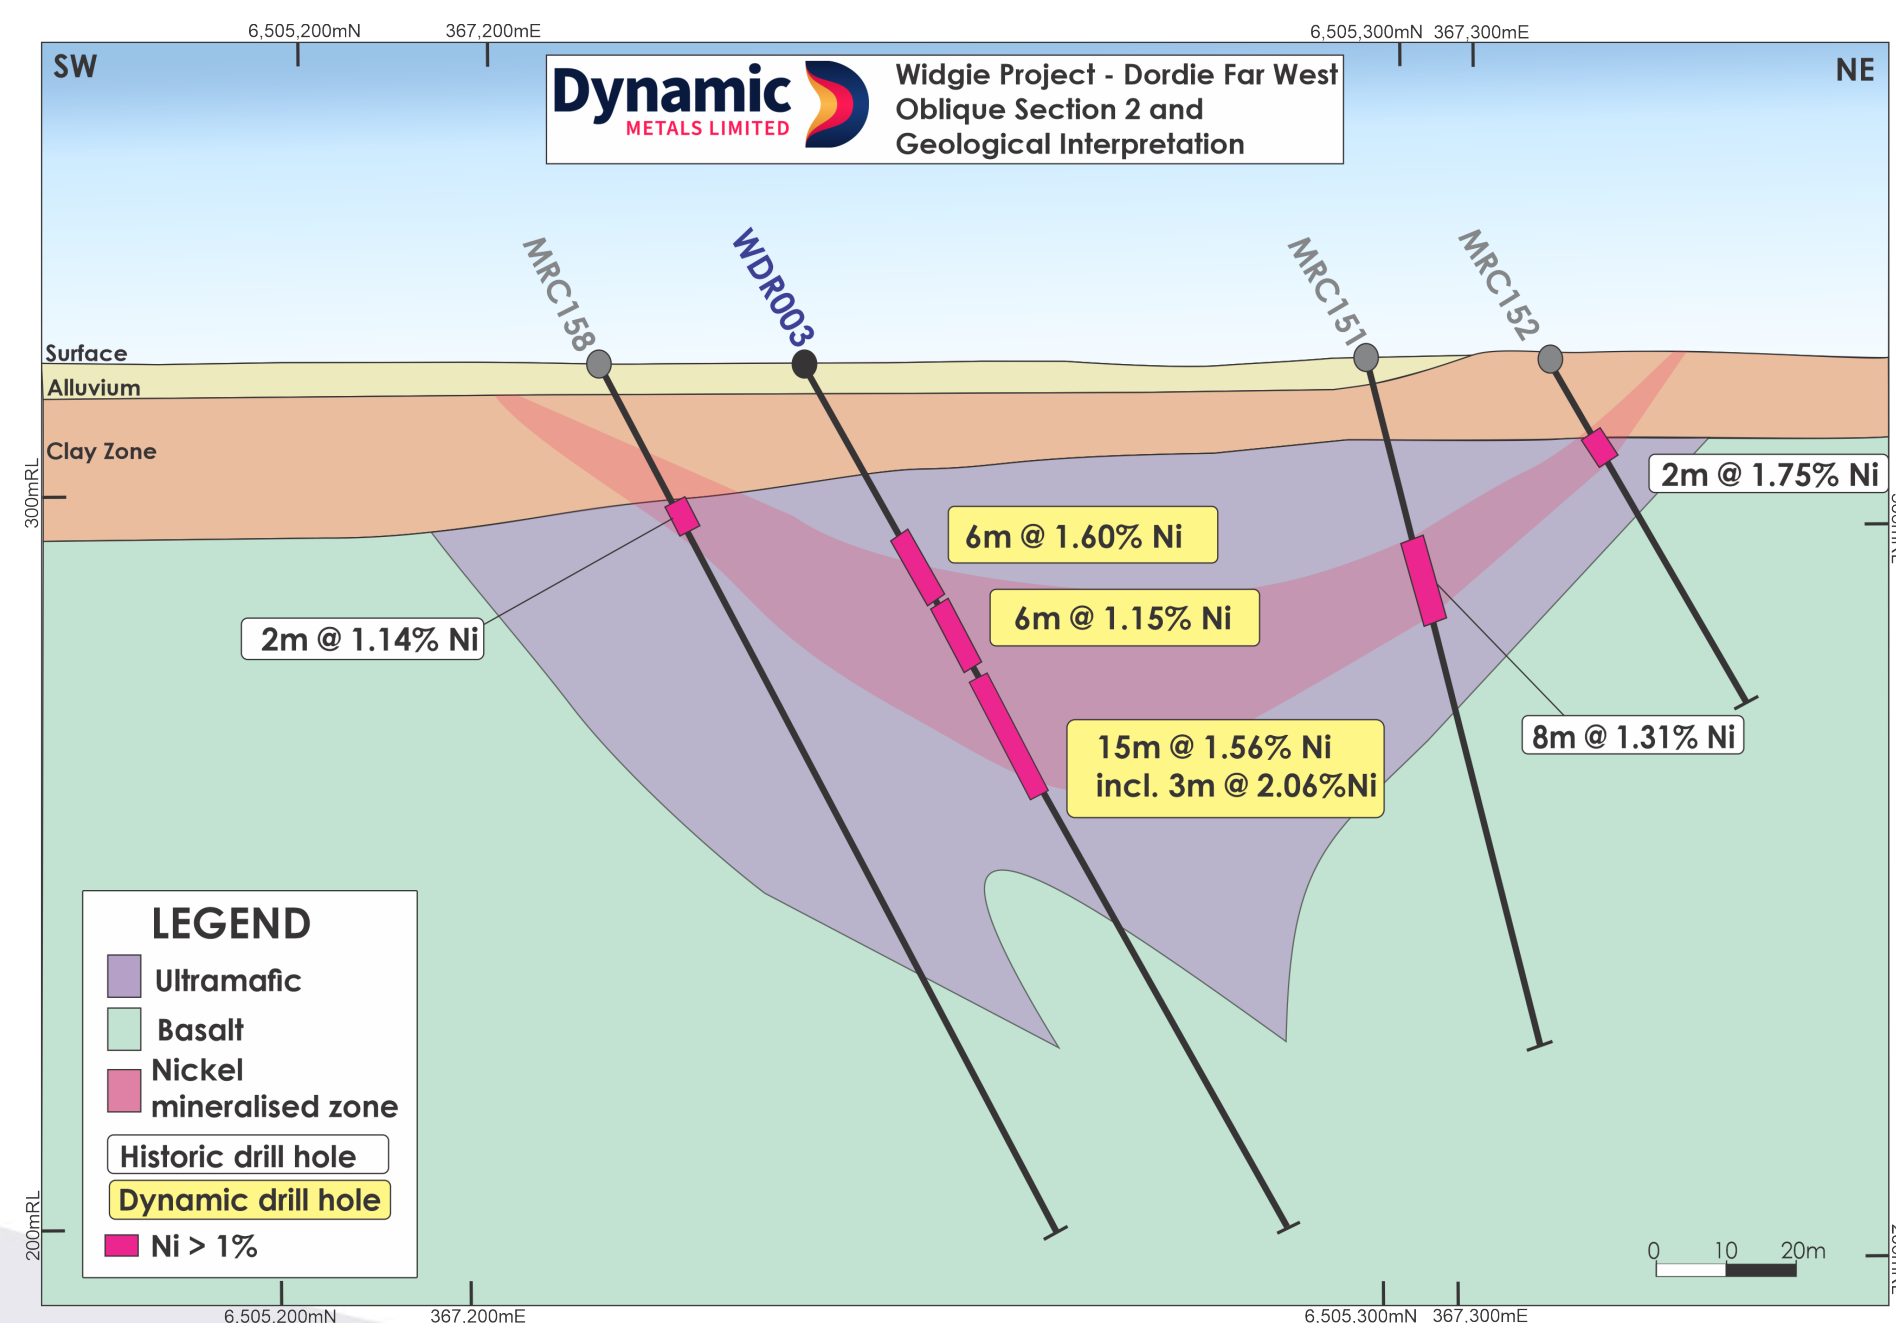 6,505,200mN
367,200mE
6,505,300mN
367,300mE
SW
NE
Dynamic
METALS LIMITED
Widgie Project - Dordie Far West
Oblique Section 2 and
Geological Interpretation
MRC158
WDR003
MRC151
MRC152
Surface
Alluvium
Clay Zone
300mRL
2m @ 1.75% Ni
6m @ 1.60% Ni
6m @ 1.15% Ni
2m @ 1.14% Ni
8m @ 1.31% Ni
15m @ 1.56% Ni
incl. 3m @ 2.06%Ni
LEGEND
Ultramafic
Basalt
Nickel
mineralised zone
Historic drill hole
Dynamic drill hole
Ni > 1%
200mRL
0 10 20m
6,505,200mN
367,200mE
6,505,300mN
367,300mE